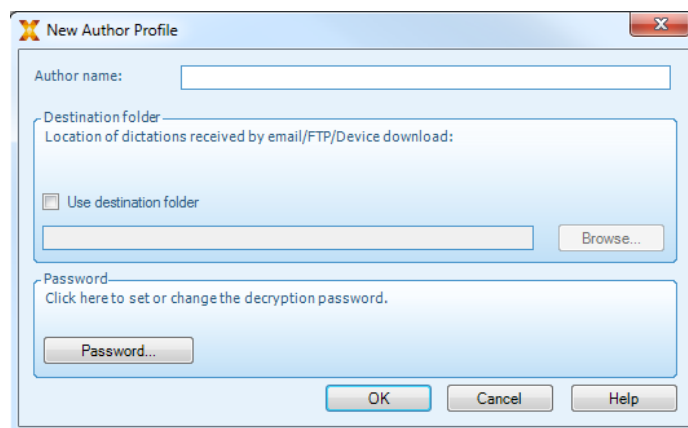 New Author Profile
Author name:
Destination folder
Location of dictations received by email/FTP/Device download:
Use destination folder
Browse...
Password
Click here to set or change the decryption password.
Password...
OK Cancel Help